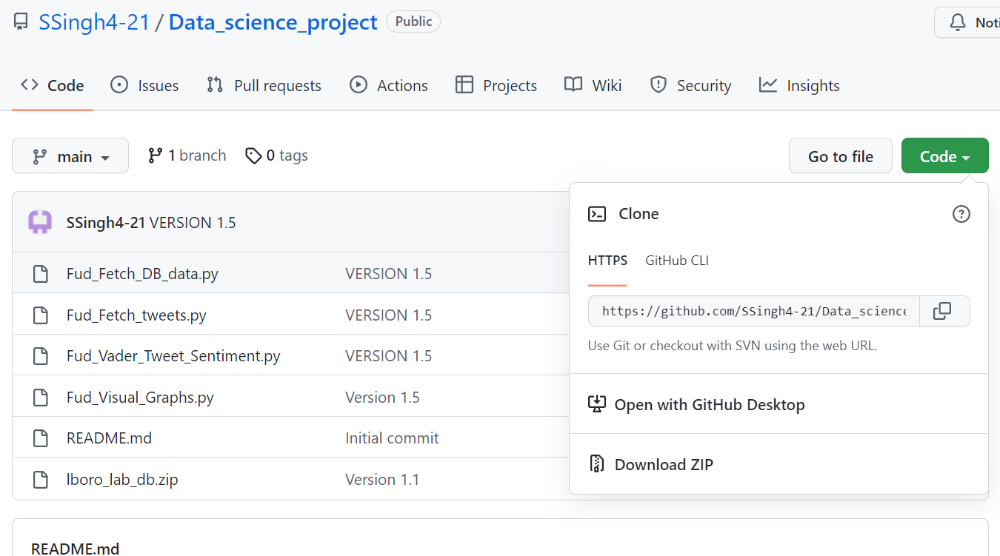 SSingh4-21 / Data_science_project Public
Noti
Code Issues Pull requests Actions Projects Wiki Security Insights
main 1 branch 0 tags Go to file Code
SSingh4-21 VERSION 1.5
Fud_Fetch_DB_data.py VERSION 1.5
Fud_Fetch_tweets.py VERSION 1.5
Fud_Vader_Tweet_Sentiment.py VERSION 1.5
Fud_Visual_Graphs.py Version 1.5
README.md Initial commit
lboro_lab_db.zip Version 1.1
Clone
HTTPS GitHub CLI
https://github.com/SSingh4-21/Data_science
Use Git or checkout with SVN using the web URL.
Open with GitHub Desktop
Download ZIP
README.md